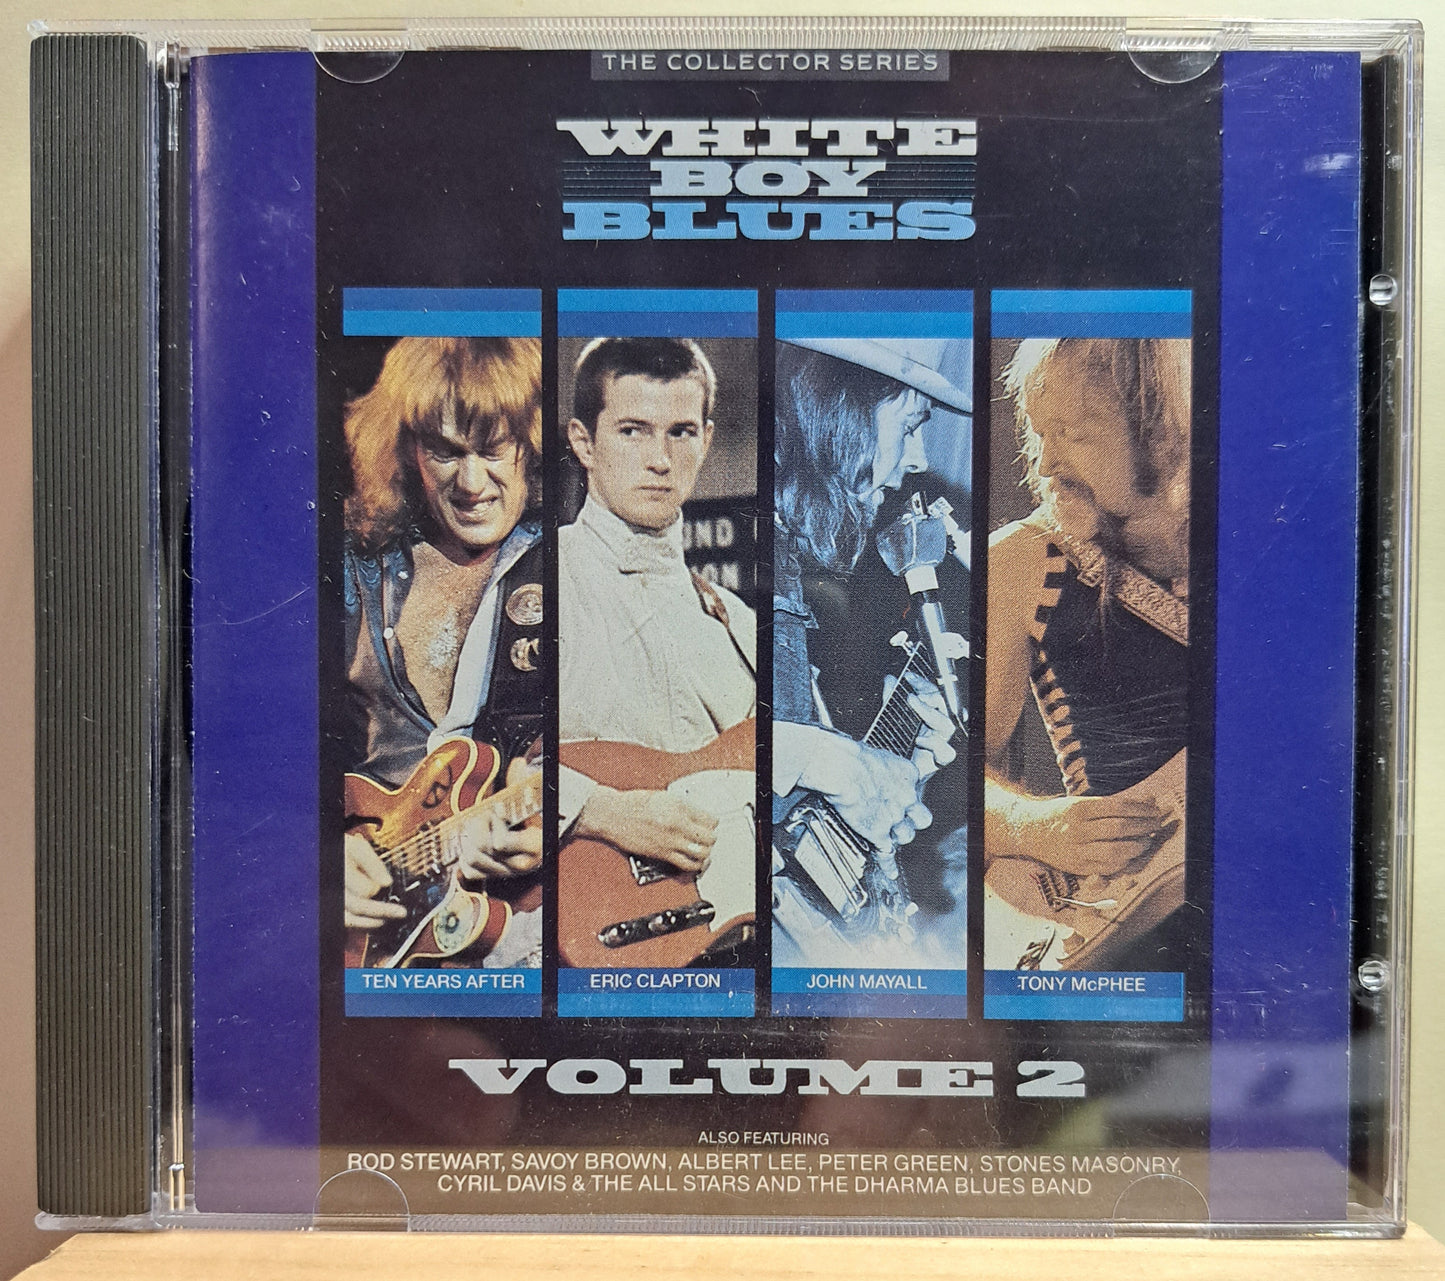 THE COLLECTOR SERIES
WHITE
BOY
BLUES
OUND
ION
TEN YEARS AFTER
ERIC CLAPTON
JOHN MAYALL
TONY McPHEE
VOLUME 2
ALSO FEATURING
ROD STEWART, SAVOY BROWN, ALBERT LEE, PETER GREEN, STONES MASONRY,
CYRIL DAVIS & THE ALL STARS AND THE DHARMA BLUES BAND